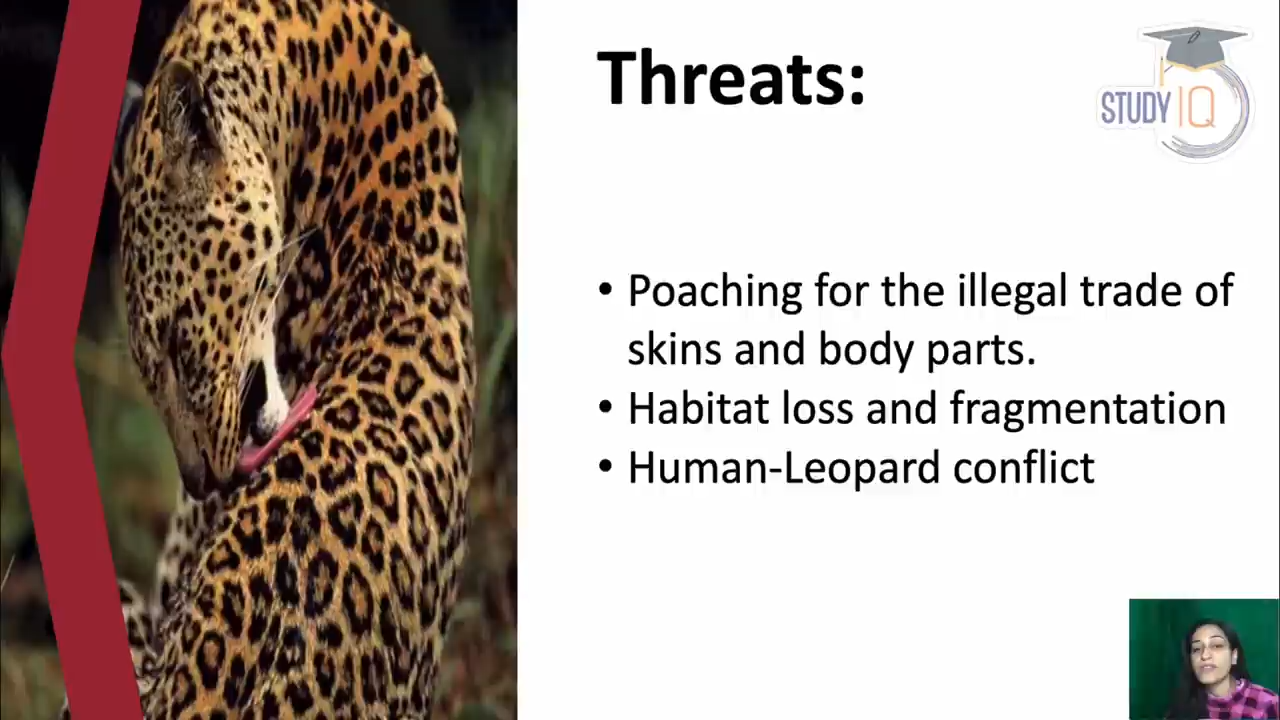 Threats:
STUDY IQ
• Poaching for the illegal trade of
skins and body parts.
• Habitat loss and fragmentation
• Human-Leopard conflict